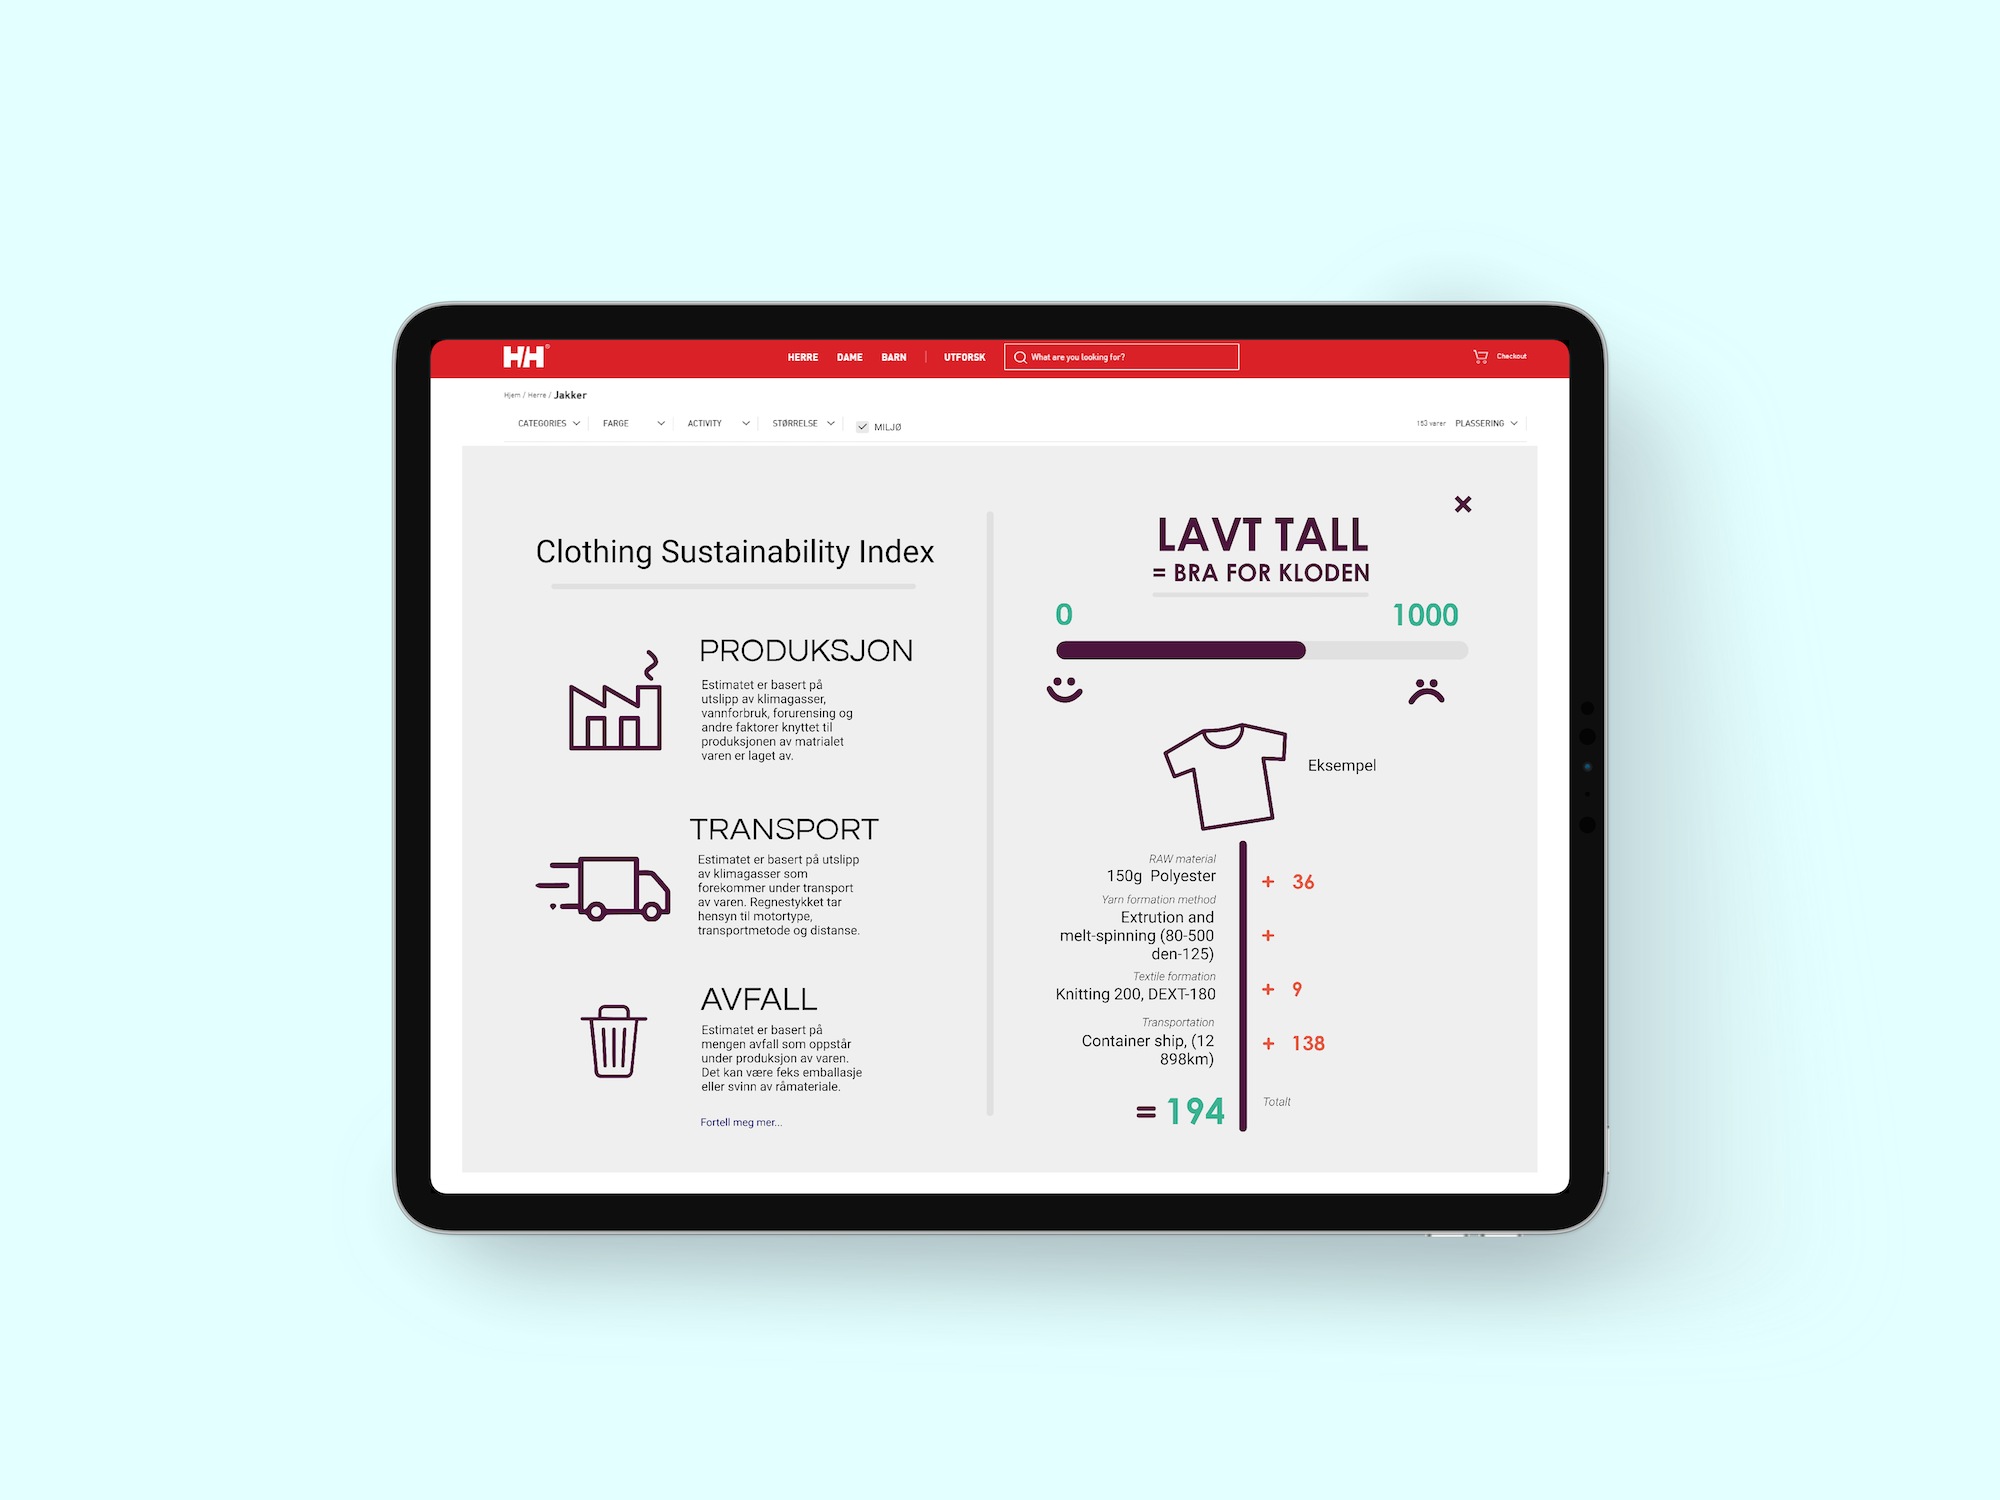 HH®
HERRE DAME BARN | UTFORSK
What are you looking for?
Checkout
Hjem / Herre / Jakker
CATEGORIES FARGE ACTIVITY STØRRELSE MILJØ
153 varer PLASSERING
Clothing Sustainability Index
PRODUKSJON
Estimatet er basert på
utslipp av klimagasser,
vannforbruk, forurensing og
andre faktorer knyttet til
produksjonen av matrialet
varen er laget av.
TRANSPORT
Estimatet er basert på utslipp
av klimagasser som
forekommer under transport
av varen. Regnestykket tar
hensyn til motortype,
transportmetode og distanse.
AVFALL
Estimatet er basert på
mengen avfall som oppstår
under produksjon av varen.
Det kan være feks emballasje
eller svinn av råmateriale.
Fortell meg mer...
LAVT TALL
= BRA FOR KLODEN
0 1000
Eksempel
RAW material
150g Polyester
+ 36
Yarn formation method
Extrution and
melt-spinning (80-500
den-125)
+
Textile formation
Knitting 200, DEXT-180
+ 9
Transportation
Container ship, (12
898km)
+ 138
= 194
Totalt